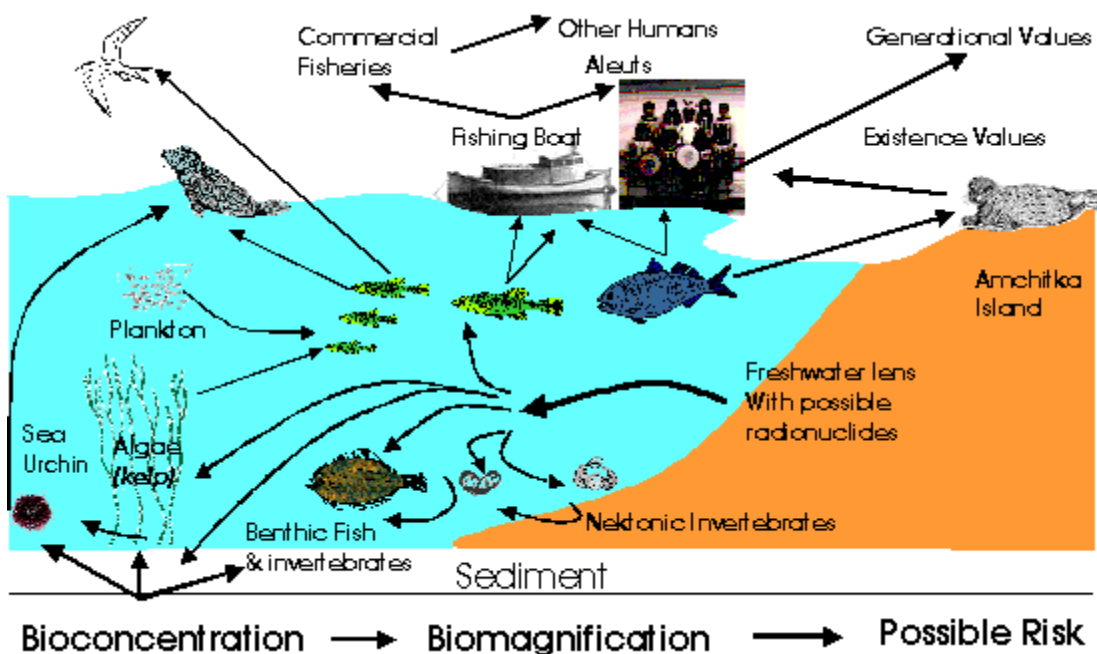 Commercial
Fisheries
Other Humans
Aleuts
Generational Values
Fishing Boat
Existence Values
Plankton
Amchitka
Island
Freshwater lens
With possible
radionuclides
Sea
Urchin
Algae
(kelp)
Benthic Fish
& invertebrates
Nektonic Invertebrates
Sediment
Bioconcentration
Biomagnification
Possible Risk